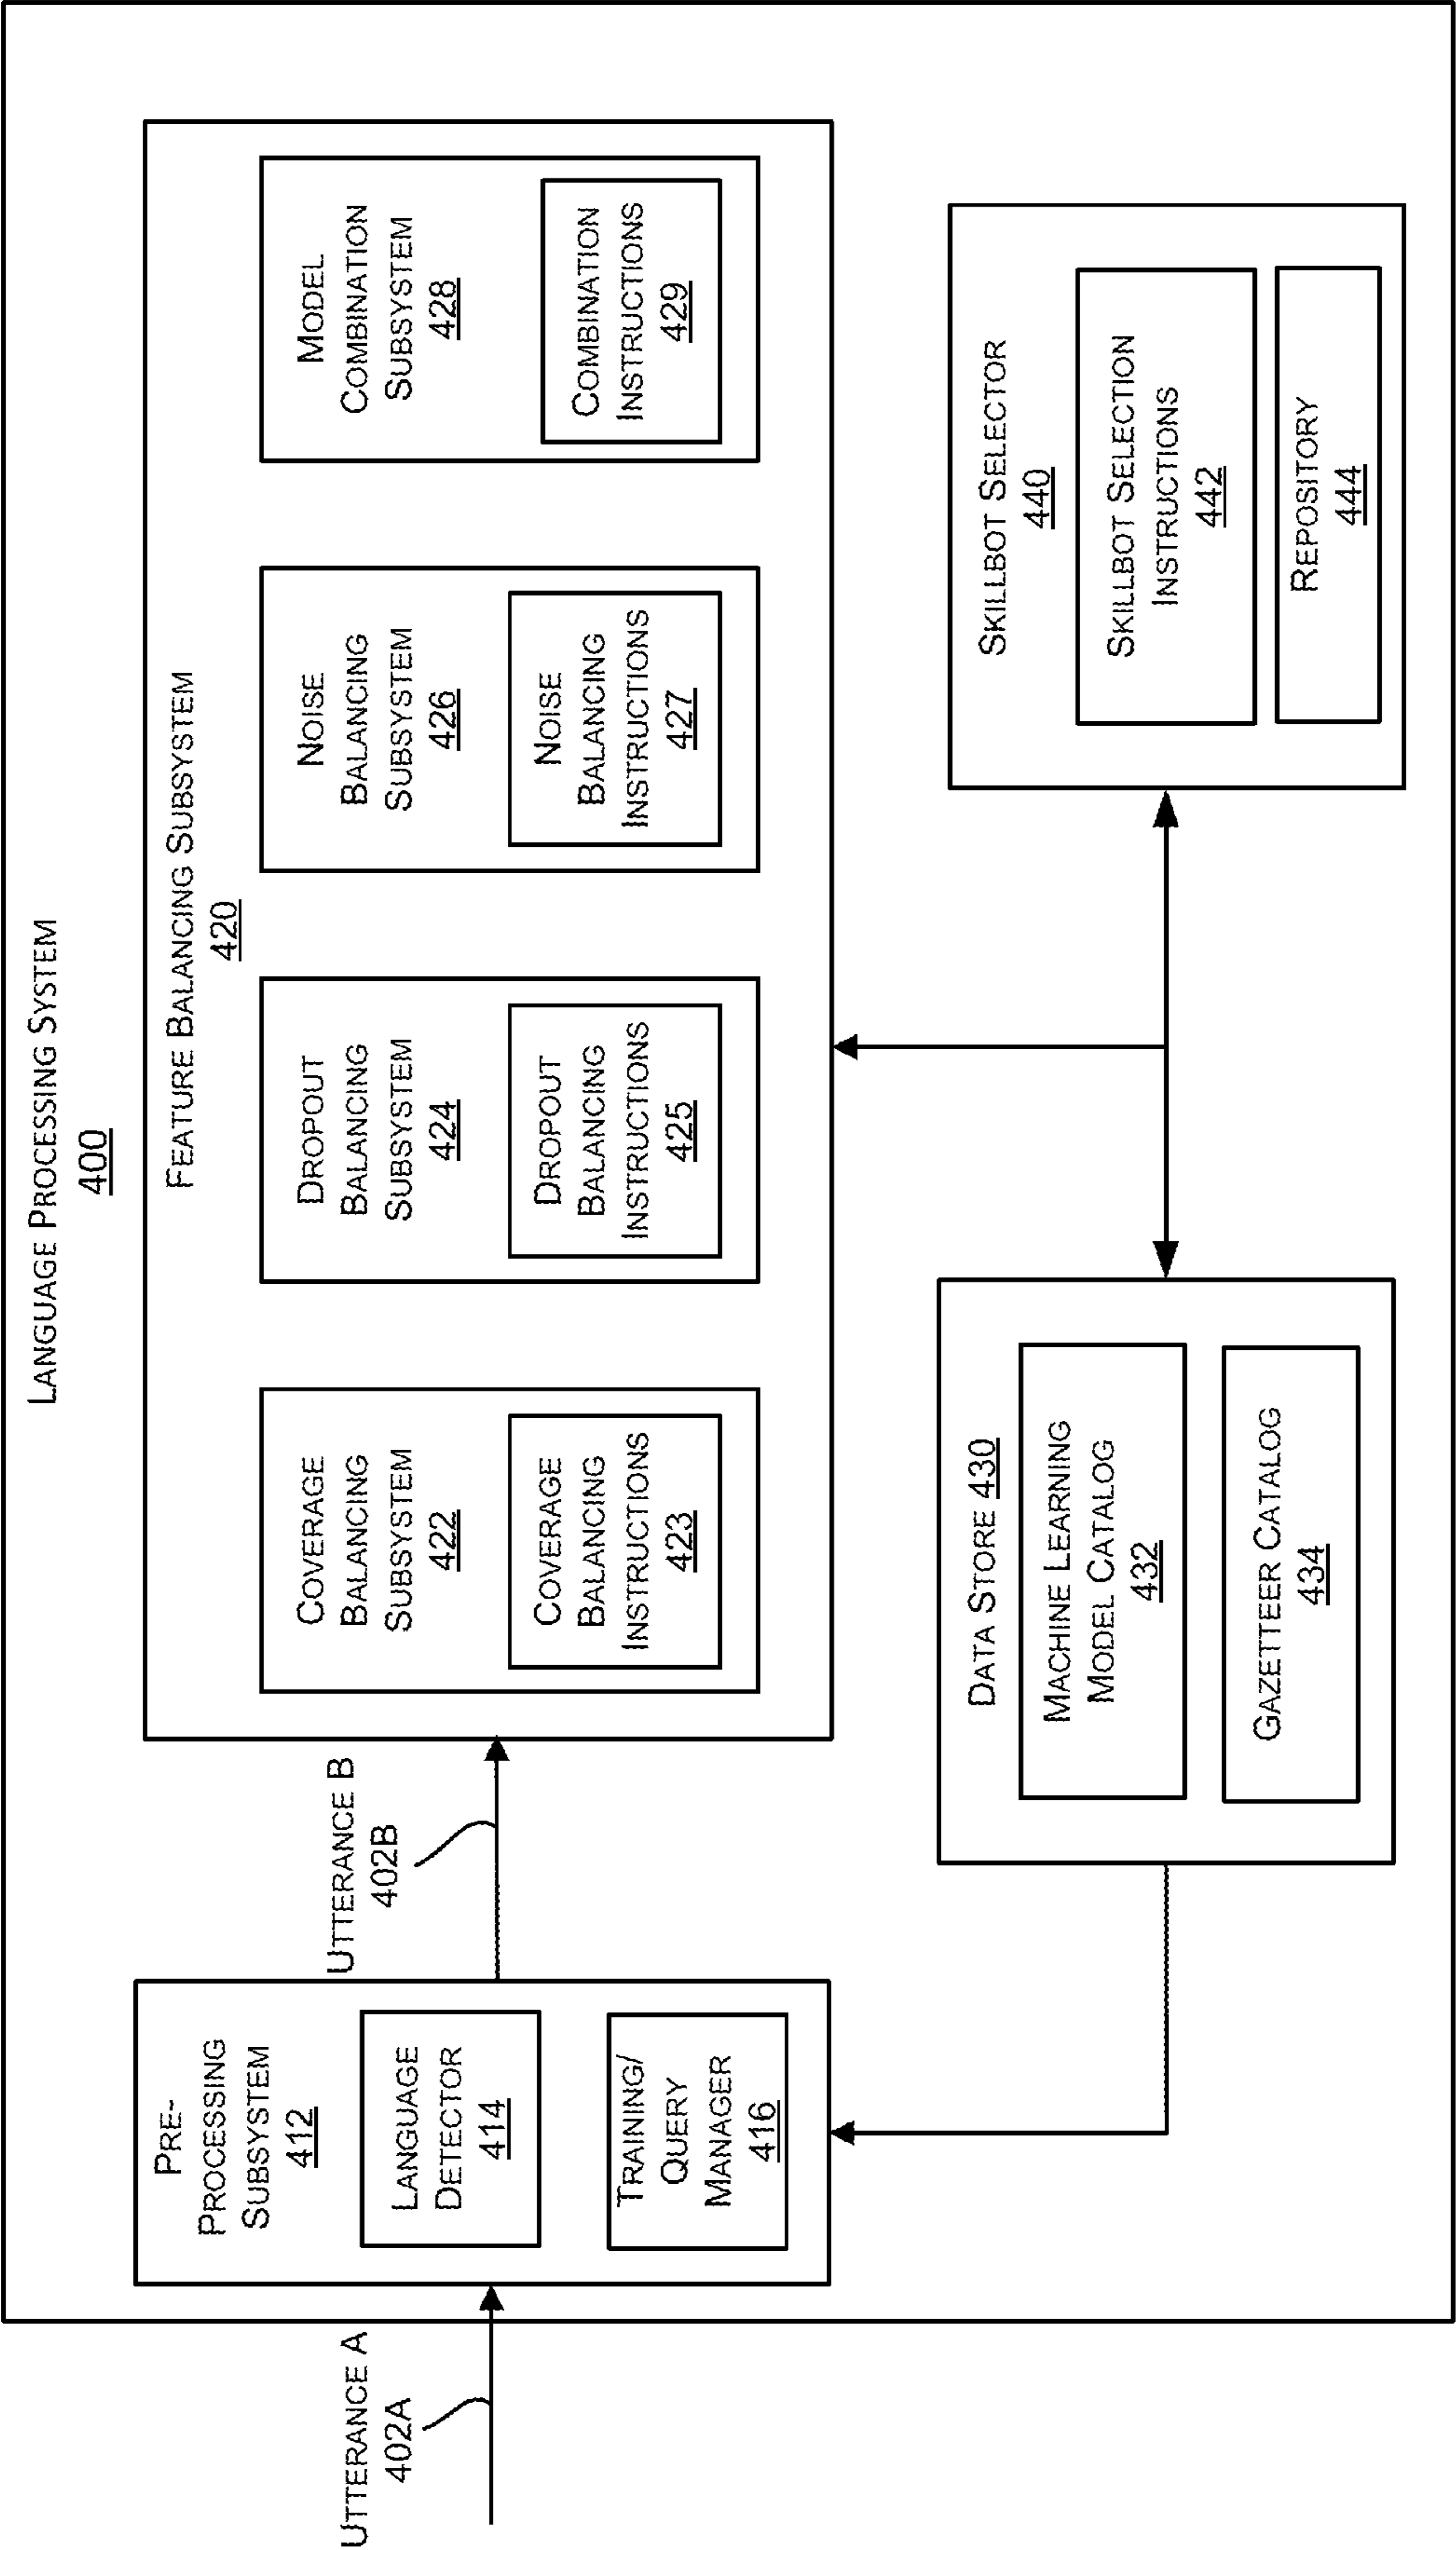 LANGUAGE PROCESSING SYSTEM
400
UTTERANCE A
402A
PRE-
PROCESSING
SUBSYSTEM
412
LANGUAGE
DETECTOR
414
TRAINING/
QUERY
MANAGER
416
UTTERANCE B
402B
FEATURE BALANCING SUBSYSTEM
420
COVERAGE
BALANCING
SUBSYSTEM
422
COVERAGE
BALANCING
INSTRUCTIONS
423
DROPOUT
BALANCING
SUBSYSTEM
424
DROPOUT
BALANCING
INSTRUCTIONS
425
NOISE
BALANCING
SUBSYSTEM
426
NOISE
BALANCING
INSTRUCTIONS
427
MODEL
COMBINATION
SUBSYSTEM
428
COMBINATION
INSTRUCTIONS
429
DATA STORE 430
MACHINE LEARNING
MODEL CATALOG
432
GAZETTEER CATALOG
434
SKILLBOT SELECTOR
440
SKILLBOT SELECTION
INSTRUCTIONS
442
REPOSITORY
444